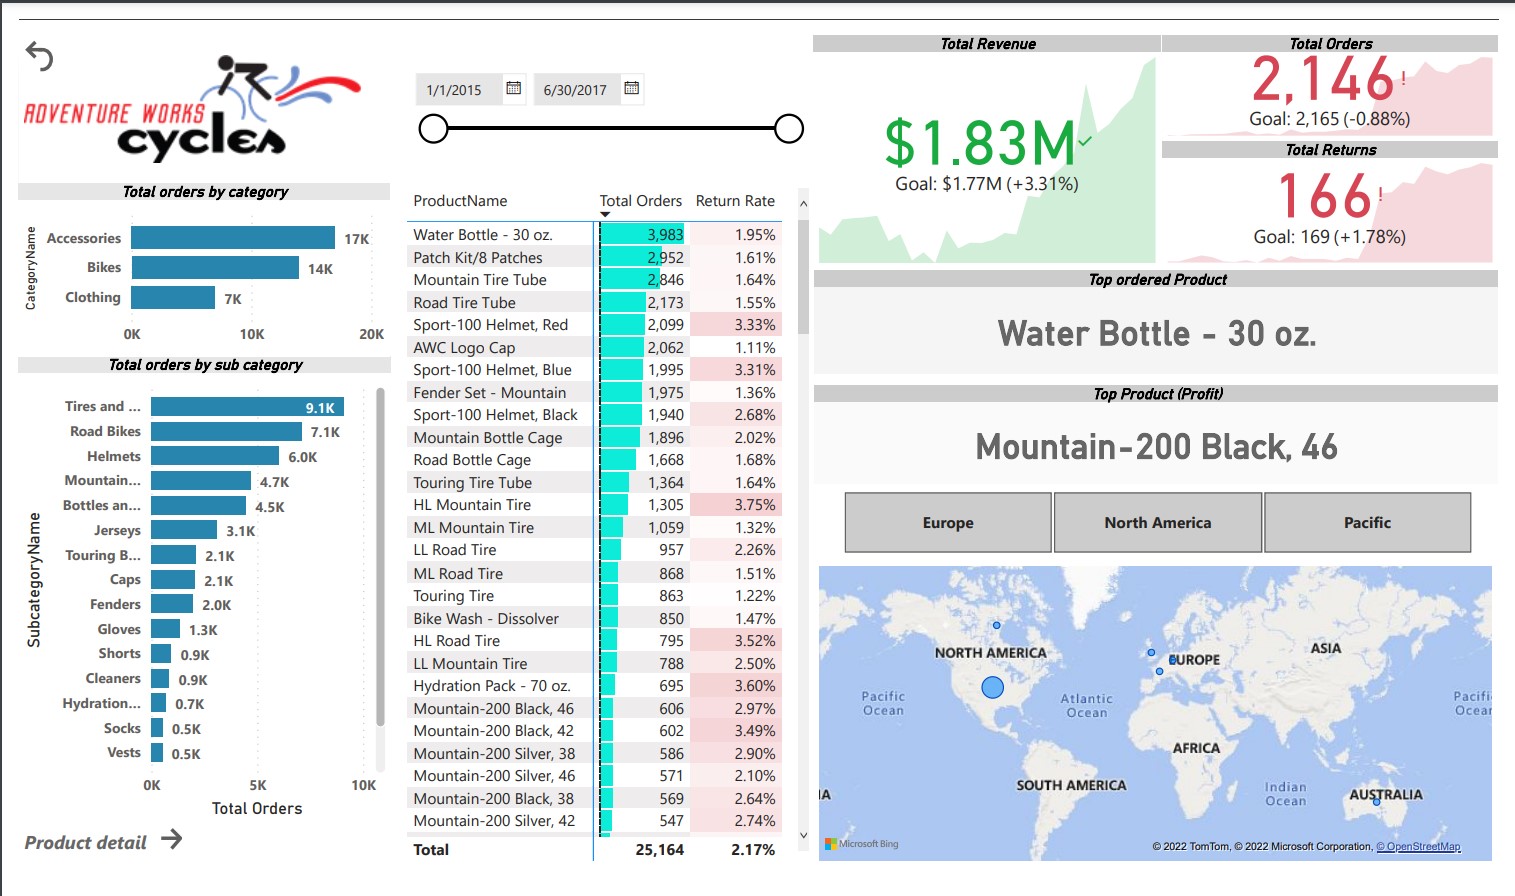 ADVENTURE WORKS
cycles
1/1/2015
6/30/2017
Total orders by category
CategoryName
Accessories 17K
Bikes 14K
Clothing 7K
0K 10K 20K
Total orders by sub category
SubcategoryName
Tires and ... 9.1K
Road Bikes 7.1K
Helmets 6.0K
Mountain... 4.7K
Bottles an... 4.5K
Jerseys 3.1K
Touring B... 2.1K
Caps 2.1K
Fenders 2.0K
Gloves 1.3K
Shorts 0.9K
Cleaners 0.9K
Hydration... 0.7K
Socks 0.5K
Vests 0.5K
0K 5K 10K
Total Orders
Product detail
ProductName Total Orders Return Rate
Water Bottle - 30 oz. 3,983 1.95%
Patch Kit/8 Patches 2,952 1.61%
Mountain Tire Tube 2,846 1.64%
Road Tire Tube 2,173 1.55%
Sport-100 Helmet, Red 2,099 3.33%
AWC Logo Cap 2,062 1.11%
Sport-100 Helmet, Blue 1,995 3.31%
Fender Set - Mountain 1,975 1.36%
Sport-100 Helmet, Black 1,940 2.68%
Mountain Bottle Cage 1,896 2.02%
Road Bottle Cage 1,668 1.68%
Touring Tire Tube 1,364 1.64%
HL Mountain Tire 1,305 3.75%
ML Mountain Tire 1,059 1.32%
LL Road Tire 957 2.26%
ML Road Tire 868 1.51%
Touring Tire 863 1.22%
Bike Wash - Dissolver 850 1.47%
HL Road Tire 795 3.52%
LL Mountain Tire 788 2.50%
Hydration Pack - 70 oz. 695 3.60%
Mountain-200 Black, 46 606 2.97%
Mountain-200 Black, 42 602 3.49%
Mountain-200 Silver, 38 586 2.90%
Mountain-200 Silver, 46 571 2.10%
Mountain-200 Black, 38 569 2.64%
Mountain-200 Silver, 42 547 2.74%
Total 25,164 2.17%
Total Revenue
$1.83M
Goal: $1.77M (+3.31%)
Total Orders
2,146!
Goal: 2,165 (-0.88%)
Total Returns
166!
Goal: 169 (+1.78%)
Top ordered Product
Water Bottle - 30 oz.
Top Product (Profit)
Mountain-200 Black, 46
Europe
North America
Pacific
NORTH AMERICA
EUROPE
ASIA
Pacific
Ocean
Atlantic
Ocean
Pacifi
Ocear
AFRICA
SOUTH AMERICA
Indian
Ocean
IA
AUSTRALIA
Microsoft Bing
© 2022 TomTom, © 2022 Microsoft Corporation, © OpenStreetMap